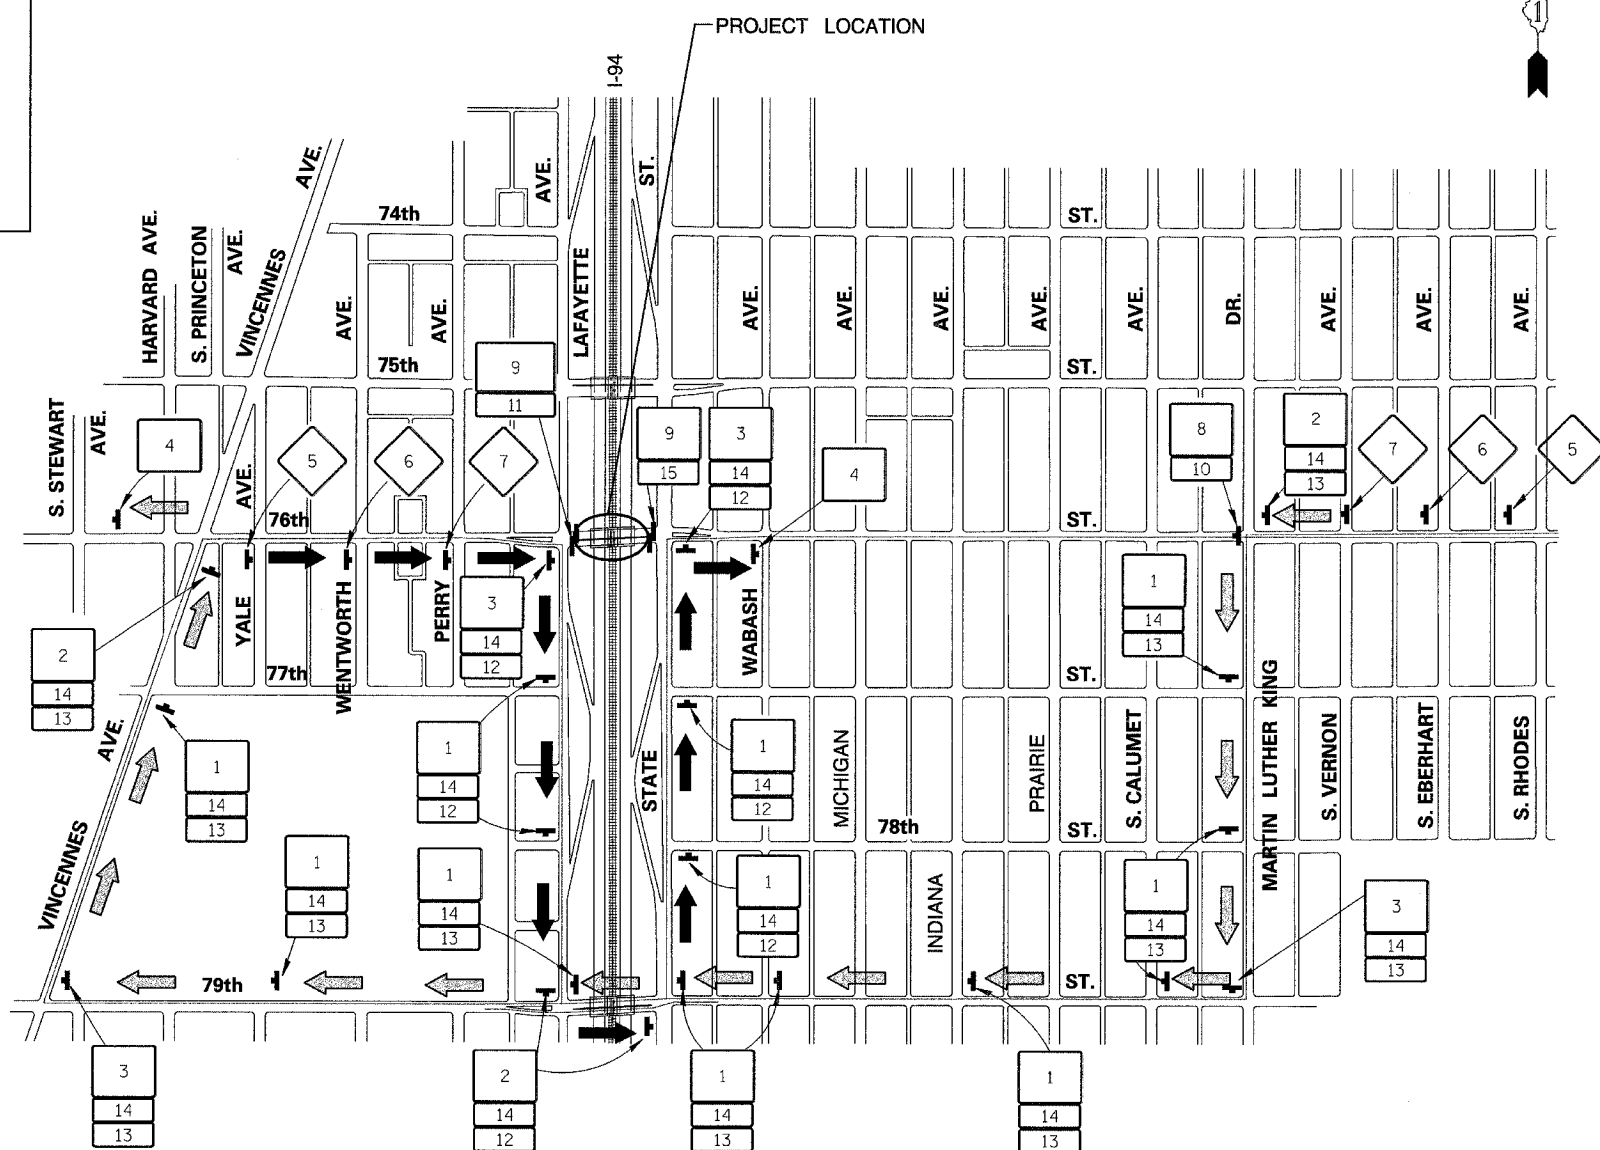 PROJECT LOCATION
1
I-94
AVE.
AVE.
ST.
74th
ST.
HARVARD AVE.
S. PRINCETON
AVE.
VINCENNES
AVE.
AVE.
LAFAYETTE
AVE.
AVE.
AVE.
AVE.
AVE.
DR.
AVE.
AVE.
AVE.
75th
ST.
9
11
S. STEWART
AVE.
4
AVE.
5
6
7
9
15
3
14
12
4
8
10
2
14
13
7
6
5
76th
ST.
YALE
WENTWORTH
PERRY
3
14
12
WABASH
1
14
13
2
14
13
77th
ST.
AVE.
1
14
13
1
14
12
STATE
1
14
12
MICHIGAN
PRAIRIE
S. CALUMET
MARTIN LUTHER KING
S. VERNON
S. EBERHART
S. RHODES
78th
ST.
VINCENNES
1
14
13
1
14
13
1
14
12
INDIANA
1
14
13
3
14
13
79th
ST.
3
14
13
2
14
12
1
14
13
1
14
13